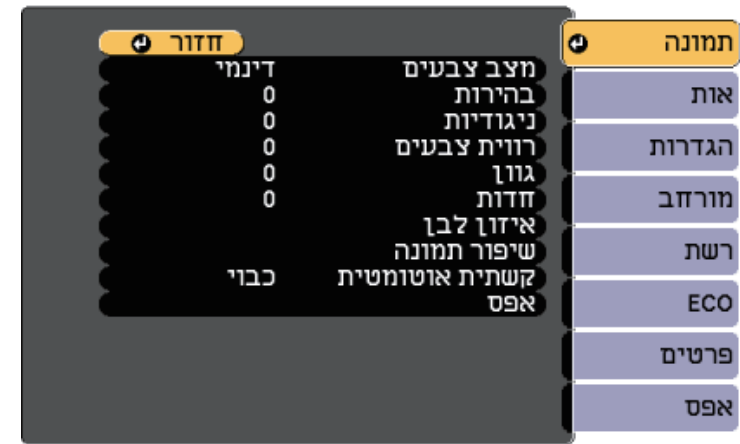 תמונה
אות
הגדרות
מורחב
רשת
ECO
פרטים
אפס
חזור
מצב צבעים דינמי
בהירות 0
ניגודיות 0
רווית צבעים 0
גוון 0
חדות 0
איזון לבן
שיפור תמונה
קשתית אוטומטית כבוי
אפס